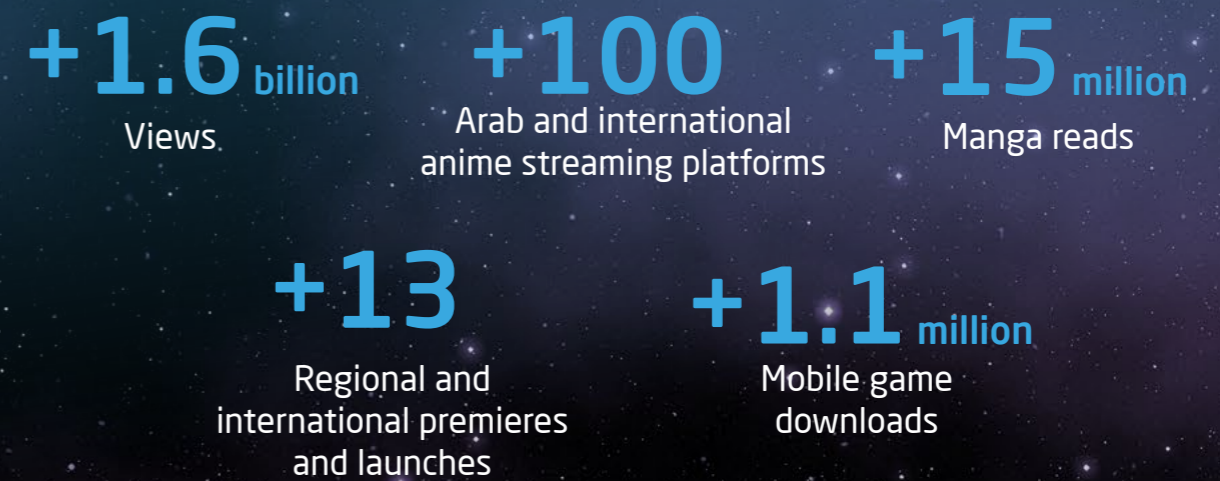 +1.6 billion
Views
+100
Arab and international
anime streaming platforms
+15 million
Manga reads
+13
Regional and
international premieres
and launches
+1.1 million
Mobile game
downloads